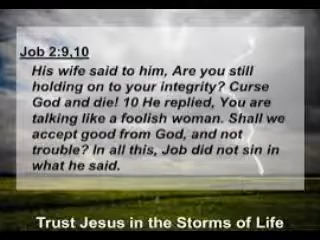 Job 2:9,10
His wife said to him, Are you still
holding on to your integrity? Curse
God and die! 10 He replied, You are
talking like a foolish woman. Shall we
accept good from God, and not
trouble? In all this, Job did not sin in
what he said.
Trust Jesus in the Storms of Life